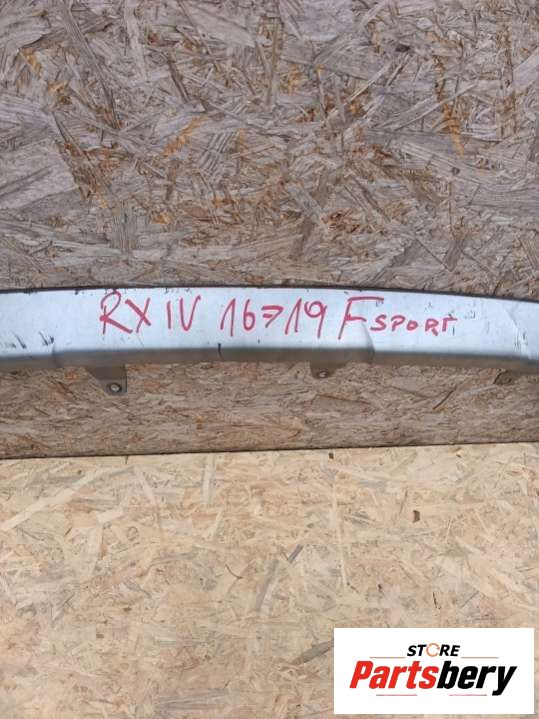 RX IV 16⇒19 F SPORT
STORE
Partsbery